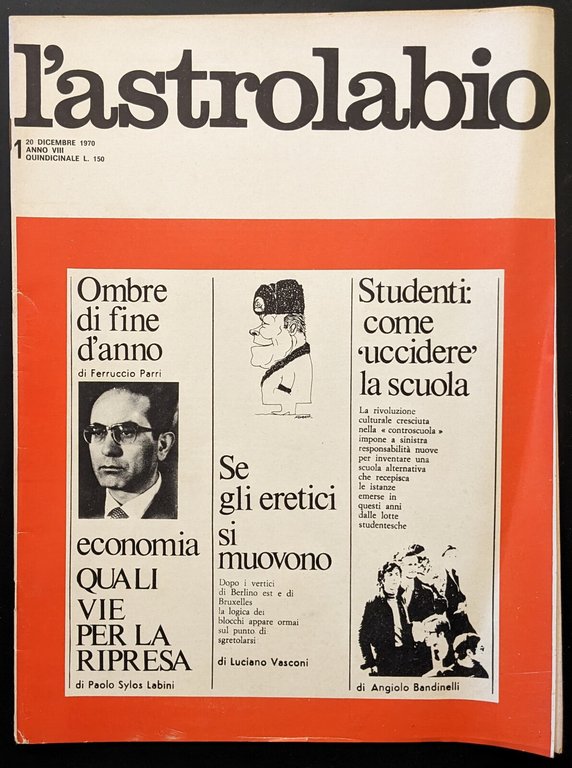 l'astrolabio
1
20 DICEMBRE 1970
ANNO VIII
QUINDICINALE L. 150
Ombre
di fine
d'anno
di Ferruccio Parri
economia
QUALI
VIE
PER LA
RIPRESA
di Paolo Sylos Labini
Se
gli eretici
si
muovono
Dopo i vertici
di Berlino est e di
Bruxelles
la logica dei
blocchi appare ormai
sul punto di
sgretolarsi
di Luciano Vasconi
Studenti:
come
‘uccidere’
la scuola
La rivoluzione
culturale cresciuta
nella « controscuola »
impone a sinistra
responsabilità nuove
per inventare una
scuola alternativa
che recepisca
le istanze
emerse in
questi anni
dalle lotte
studentesche
di Angiolo Bandinelli